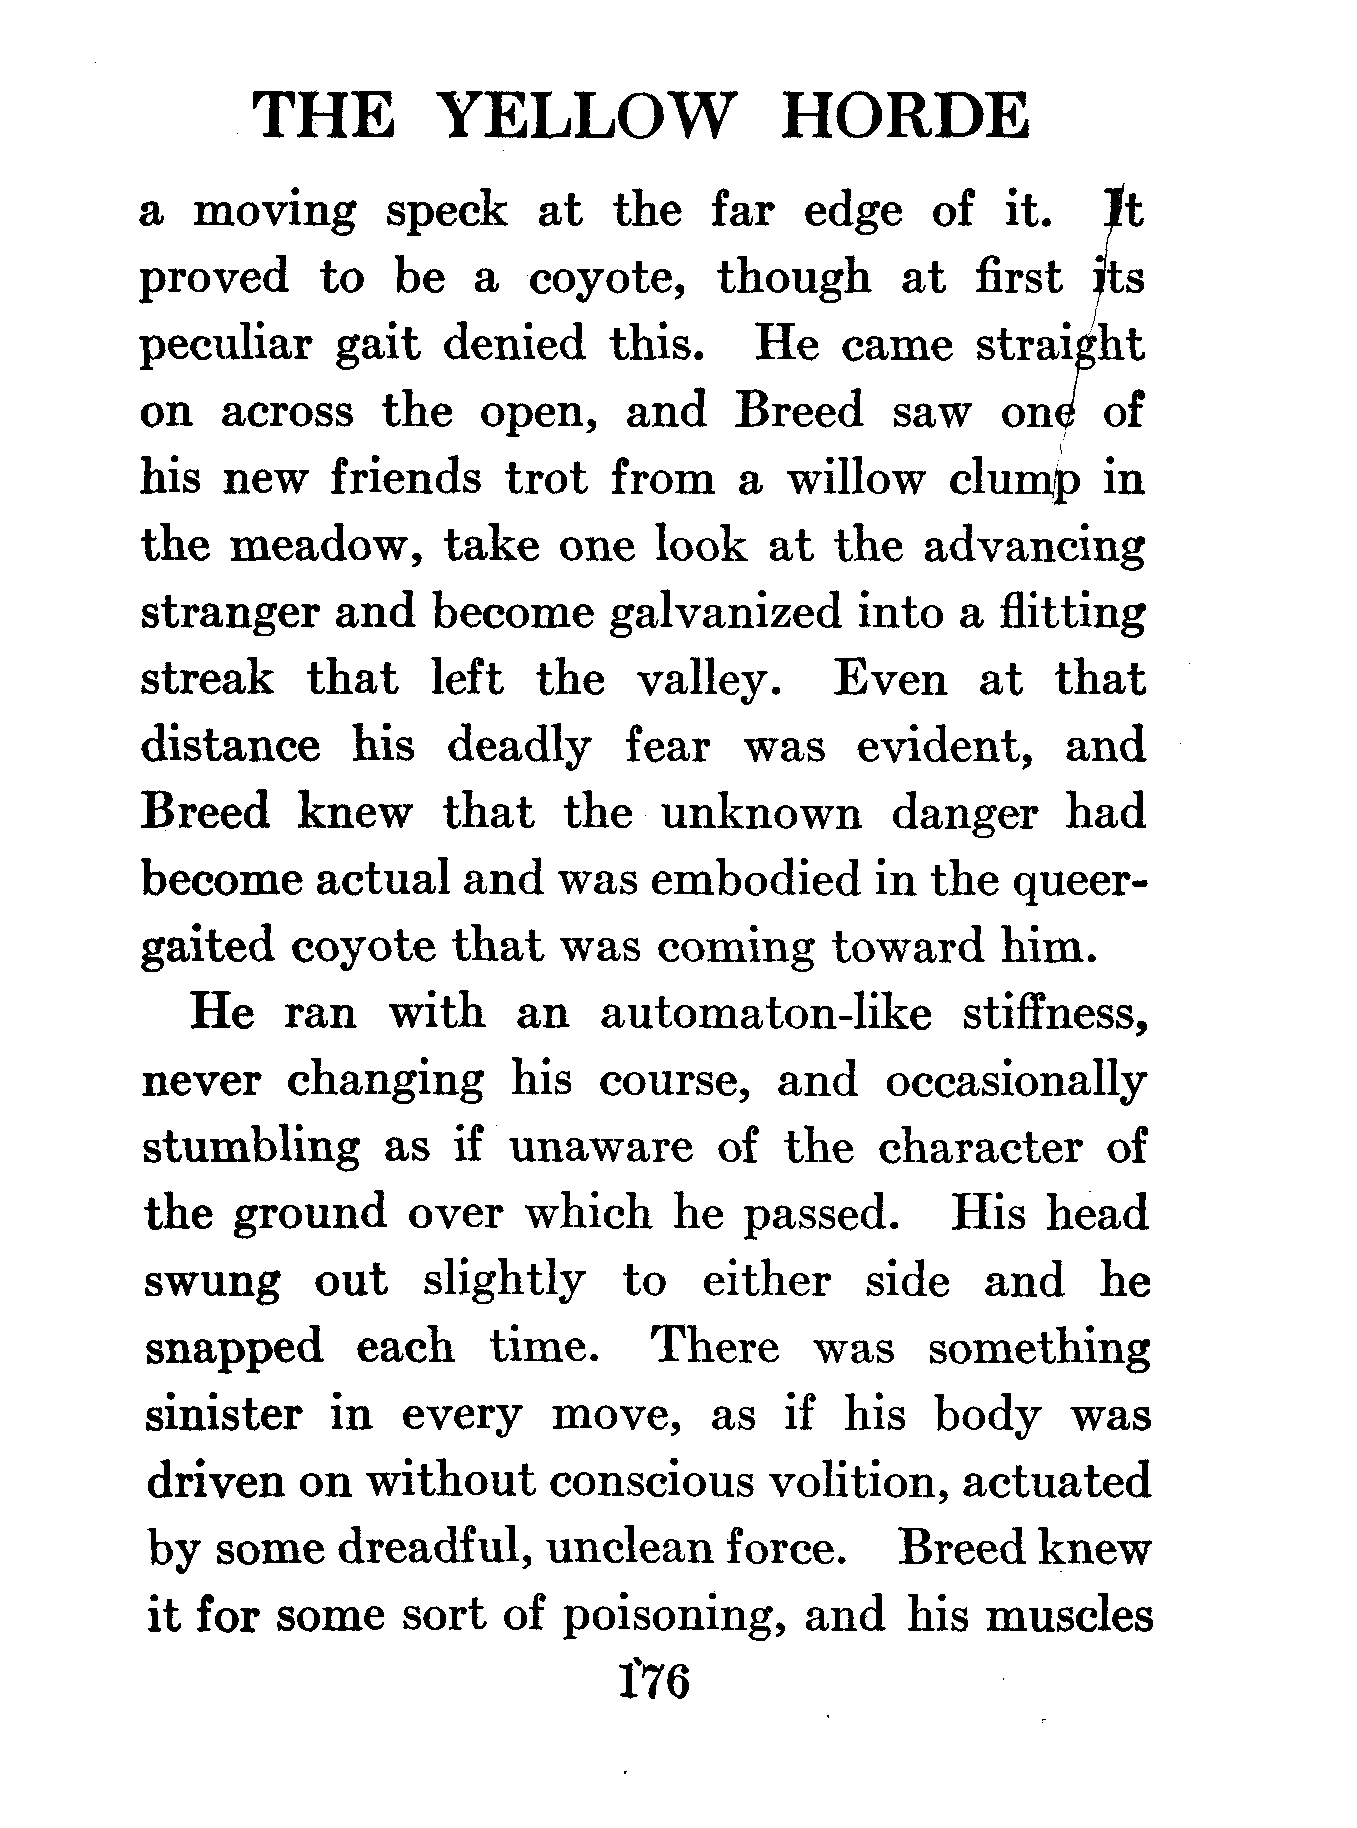 THE YELLOW HORDE
a moving speck at the far edge of it. It
proved to be a coyote, though at first its
peculiar gait denied this. He came straight
on across the open, and Breed saw one of
his new friends trot from a willow clump in
the meadow, take one look at the advancing
stranger and become galvanized into a flitting
streak that left the valley. Even at that
distance his deadly fear was evident, and
Breed knew that the unknown danger had
become actual and was embodied in the queer-
gaited coyote that was coming toward him.
He ran with an automaton-like stiffness,
never changing his course, and occasionally
stumbling as if unaware of the character of
the ground over which he passed. His head
swung out slightly to either side and he
snapped each time. There was something
sinister in every move, as if his body was
driven on without conscious volition, actuated
by some dreadful, unclean force. Breed knew
it for some sort of poisoning, and his muscles
176